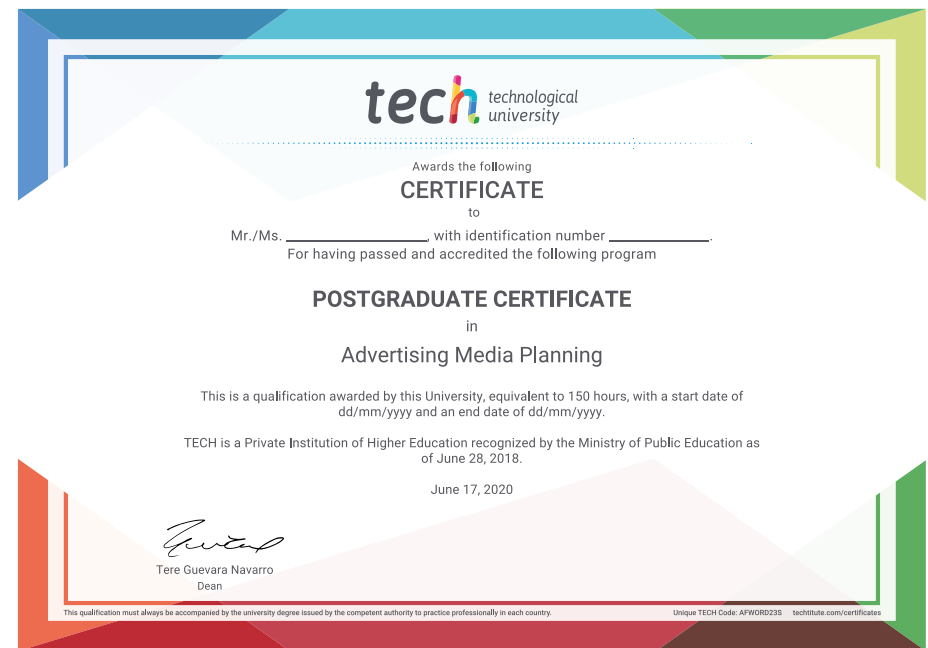 tech technological
university
Awards the following
CERTIFICATE
to
Mr./Ms. ____________________, with identification number ______________.
For having passed and accredited the following program
POSTGRADUATE CERTIFICATE
in
Advertising Media Planning
This is a qualification awarded by this University, equivalent to 150 hours, with a start date of
dd/mm/yyyy and an end date of dd/mm/yyyy.
TECH is a Private Institution of Higher Education recognized by the Ministry of Public Education as
of June 28, 2018.
June 17, 2020
Tere Guevara Navarro
Dean
This qualification must always be accompanied by the university degree issued by the competent authority to practice professionally in each country. Unique TECH Code: AFWORD23S techtitute.com/certificates